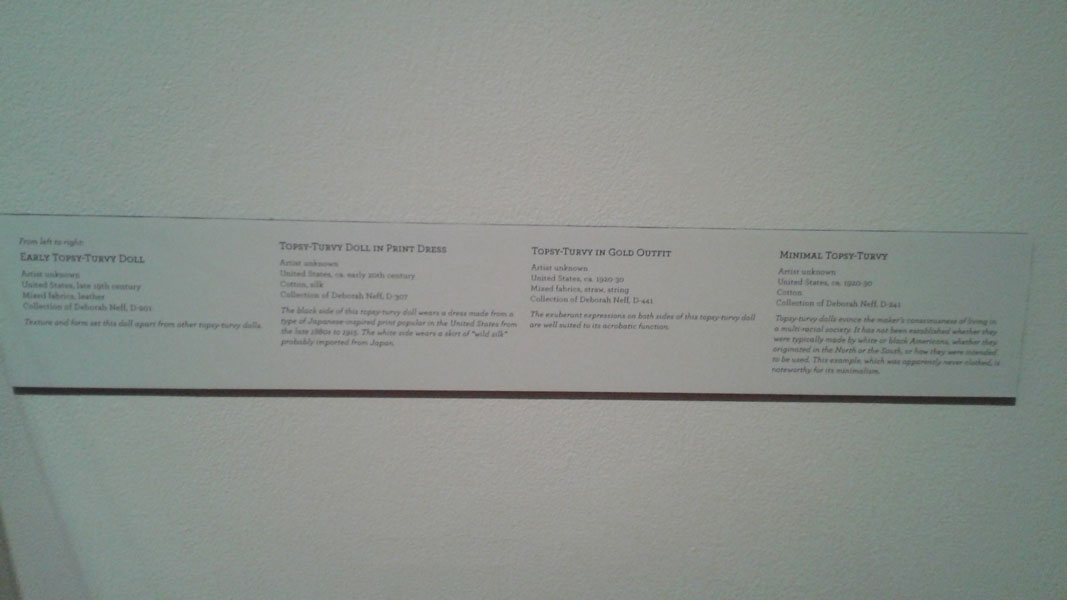 From left to right:
EARLY TOPSY-TURVY DOLL
Artist unknown
United States, late 19th century
Mixed fabrics, leather
Collection of Deborah Neff,
Texture and form set this doll apart from other topsy-turvy dolls.
TOPSY-TURVY DOLL IN PRINT DRESS
Artist unknown
United States, ca. early 20th century
Cotton, silk
Collection of Deborah Neff, D-307
The black side of this topsy-turvy doll wears a dress made from a
type of Japanese-inspired print popular in the United States from
the late 1880s to 1915. The white side wears a skirt of "wild silk"
probably imported from Japan.
TOPSY-TURVY IN GOLD OUTFIT
Artist unknown
United States, ca. 1920-30
Mixed fabrics, straw, string
Collection of Deborah Neff, D-441
The exuberant expressions on both sides of this topsy-turvy doll
are well suited to its acrobatic function.
MINIMAL TOPSY-TURVY
Artist unknown
United States, ca. 1920-30
Cotton
Collection of Deborah Neff,
Topsy-turvy dolls evince the maker's consciousness of living in
a multi-racial society. It has not been established whether they
were typically made by white or black Americans, whether they
originated in the North or the South, or how they were intended
to be used. This example, which was apparently never clothed, is
noteworthy for its minimalism.